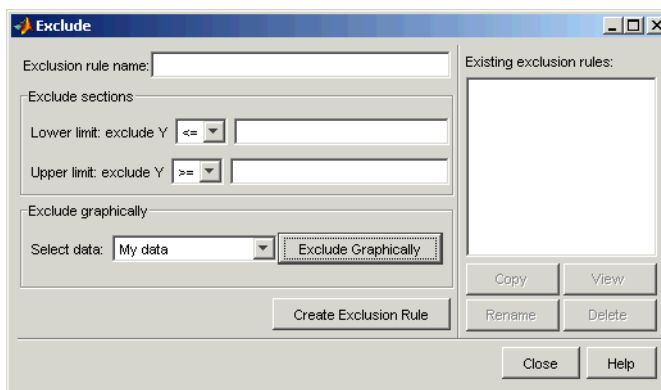 Exclude
Exclusion rule name:
Exclude sections
Lower limit: exclude Y <=
Upper limit: exclude Y >=
Exclude graphically
Select data: My data Exclude Graphically
Create Exclusion Rule
Existing exclusion rules:
Copy View
Rename Delete
Close Help